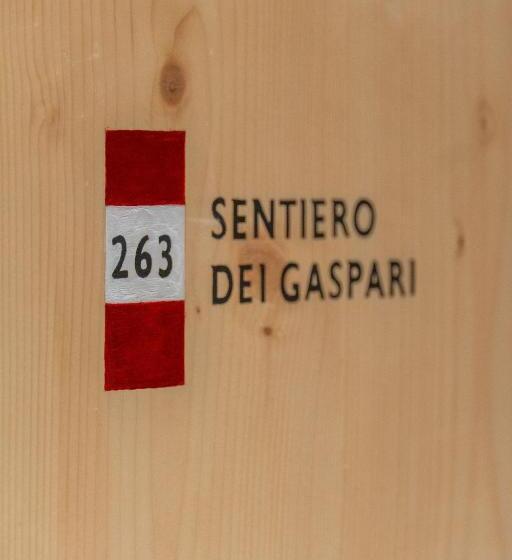 263
SENTIERO
DEI GASPARI